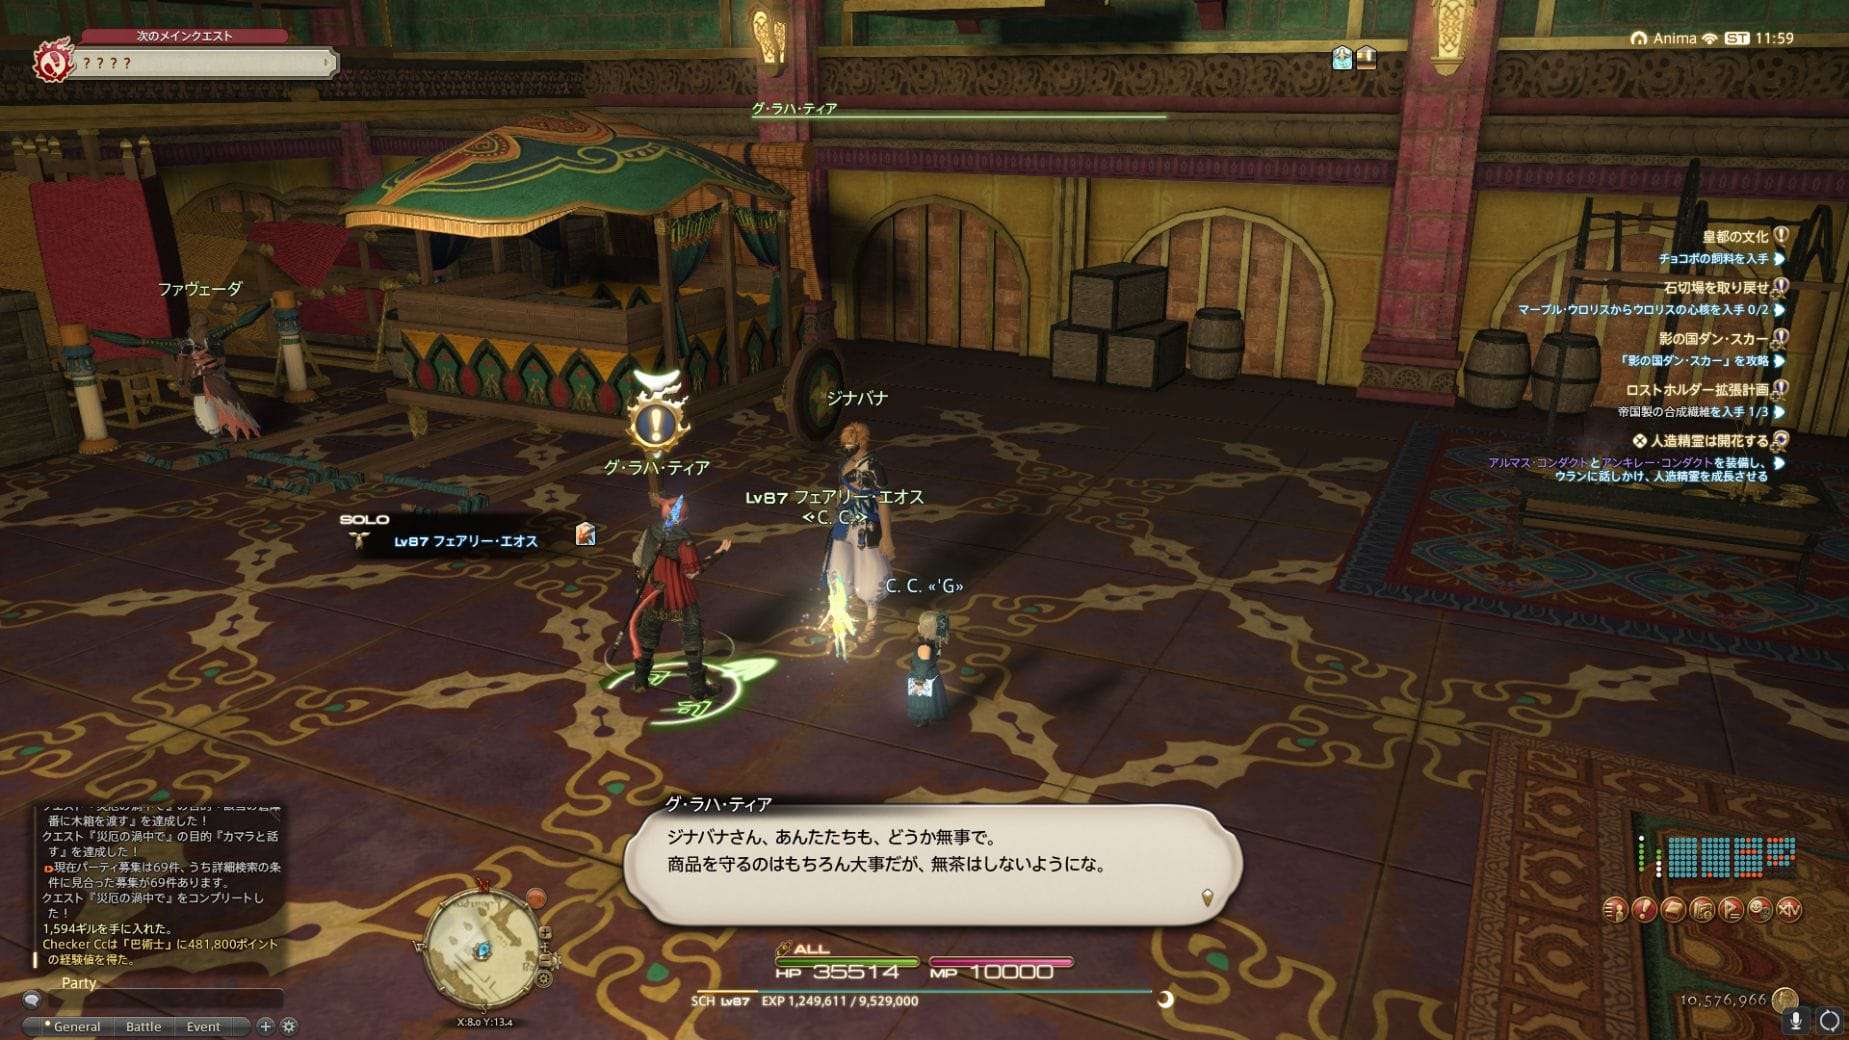 次のメインクエスト
? ? ? ?
Anima ST 11:59
グ・ラハ・ティア
皇都の文化
チョコボの飼料を入手
石切場を取り戻せ
マーブル・ウロリスからウロリスの心核を入手 0/2
影の国ダン・スカー
「影の国ダン・スカー」を攻略
ロストホルダー拡張計画
帝国製の合成繊維を入手 1/3
人造精霊は開花する
アルマス・コンダクトとアンキレー・コンダクトを装備し、
ウランに話しかけ、人造精霊を成長させる
ファヴェーダ
ジナバナ
グ・ラハ・ティア
Lv87 フェアリー・エオス
«C. C.»
SOLO
Lv87 フェアリー・エオス
C. C. «'G»
グ・ラハ・ティア
ジナバナさん、あんたたちも、どうか無事で。
商品を守るのはもちろん大事だが、無茶はしないようにな。
番に木箱を渡す』を達成した！
クエスト『災厄の渦中で』の目的『カマラと話
す』を達成した！
現在パーティ募集は69件、うち詳細検索の条
件に見合った募集が69件あります。
クエスト『災厄の渦中で』をコンプリートし
た！
1,594ギルを手に入れた。
Checker Ccは「巴術士」に481,800ポイント
の経験値を得た。
Party
General Battle Event
X:8.0 Y:13.4
ALL
HP 35514 MP 10000
SCH Lv87 EXP 1,249,611 / 9,529,000
XIV
10,576,966